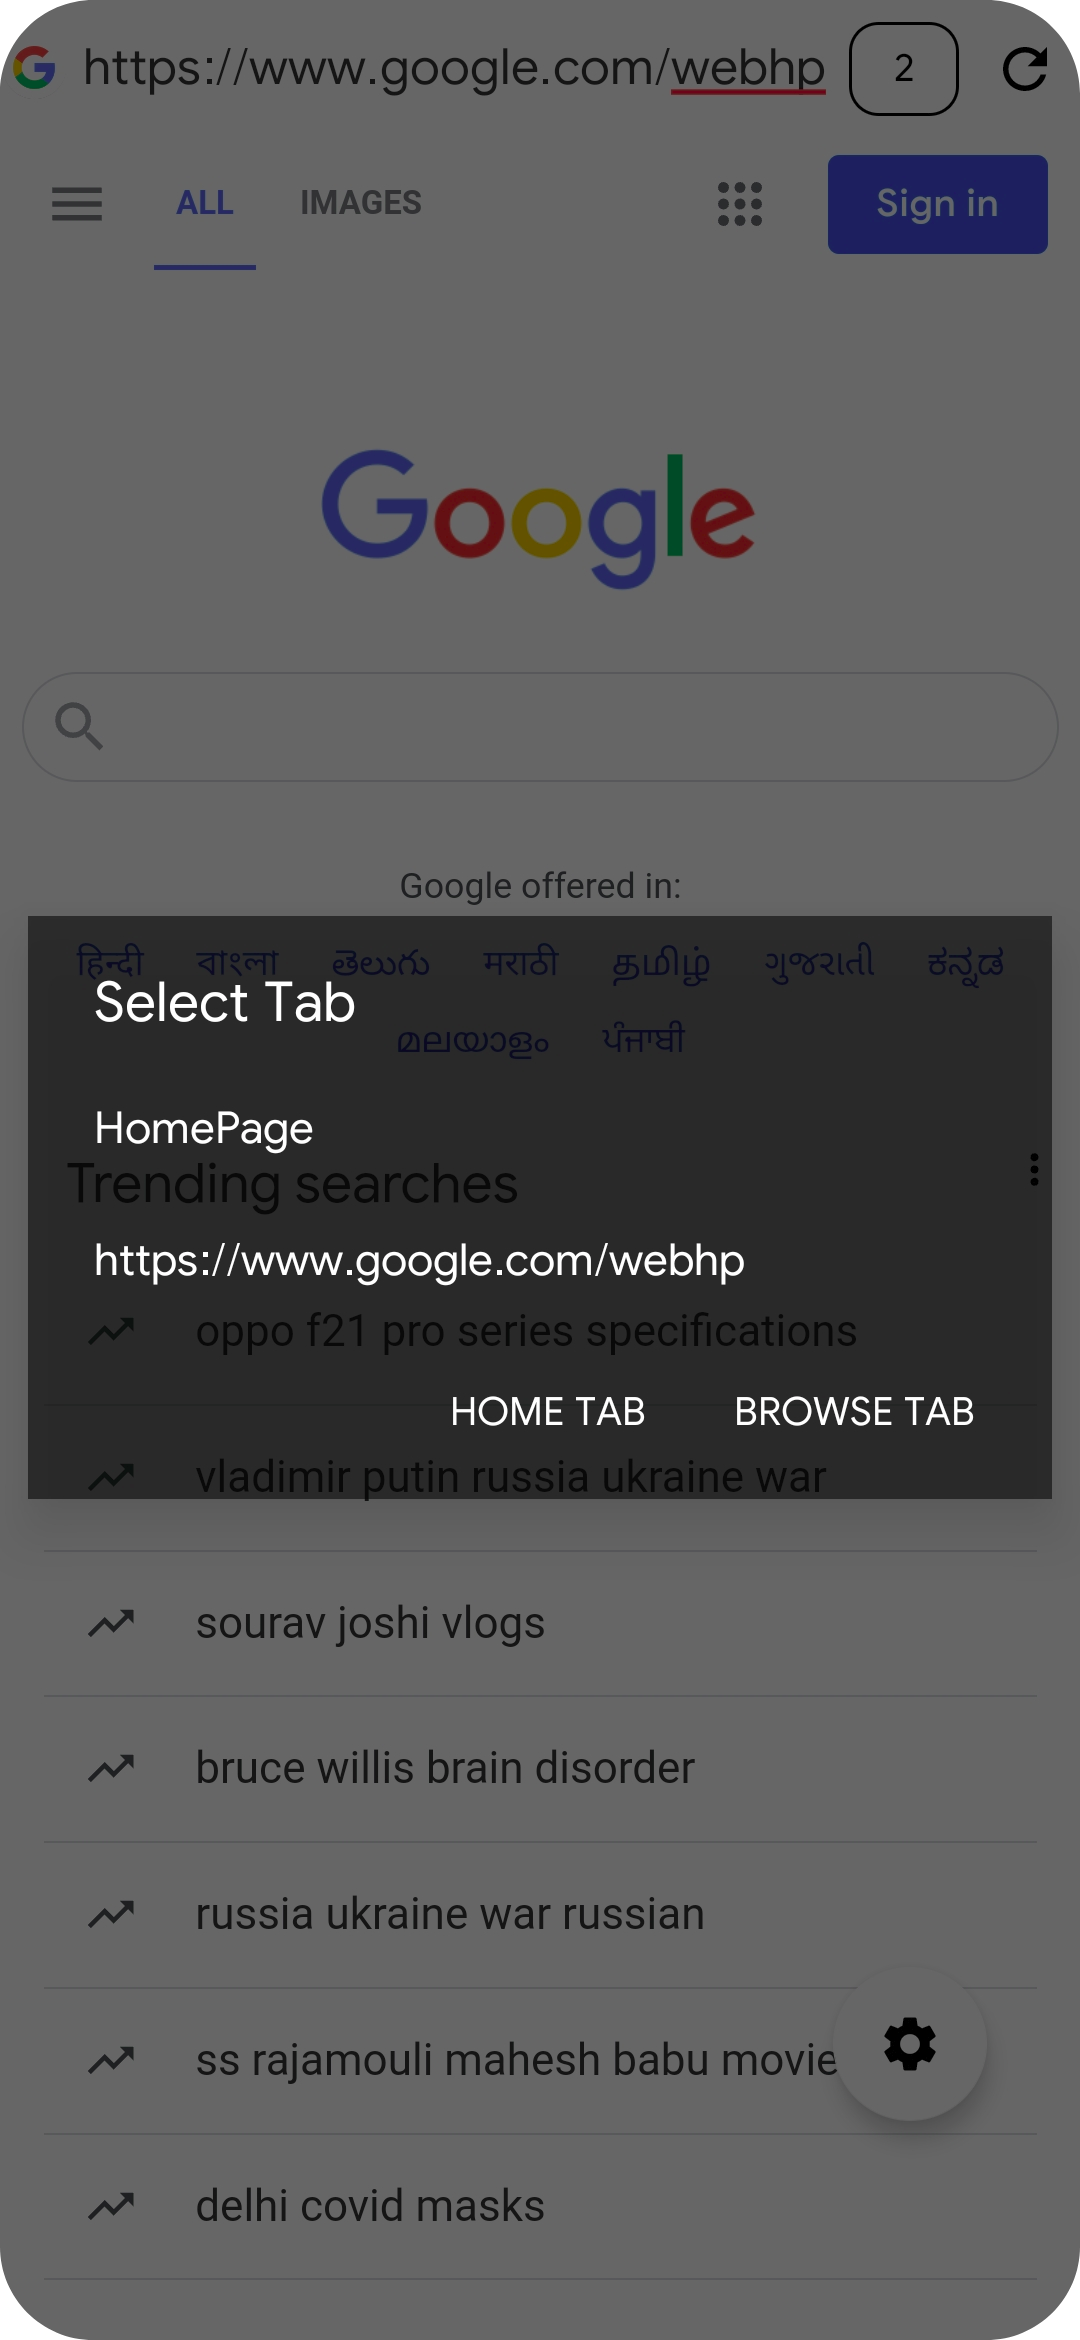 https://www.google.com/webhp 2
ALL IMAGES Sign in
Google
Google offered in:
हिन्दी বাংলা తెలుగు मराठी தமிழ் ગુજરાતી ಕನ್ನಡ
Select Tab
മലയാളം ਪੰਜਾਬੀ
HomePage
Trending searches
https://www.google.com/webhp
oppo f21 pro series specifications
HOME TAB BROWSE TAB
vladimir putin russia ukraine war
sourav joshi vlogs
bruce willis brain disorder
russia ukraine war russian
ss rajamouli mahesh babu movie
delhi covid masks